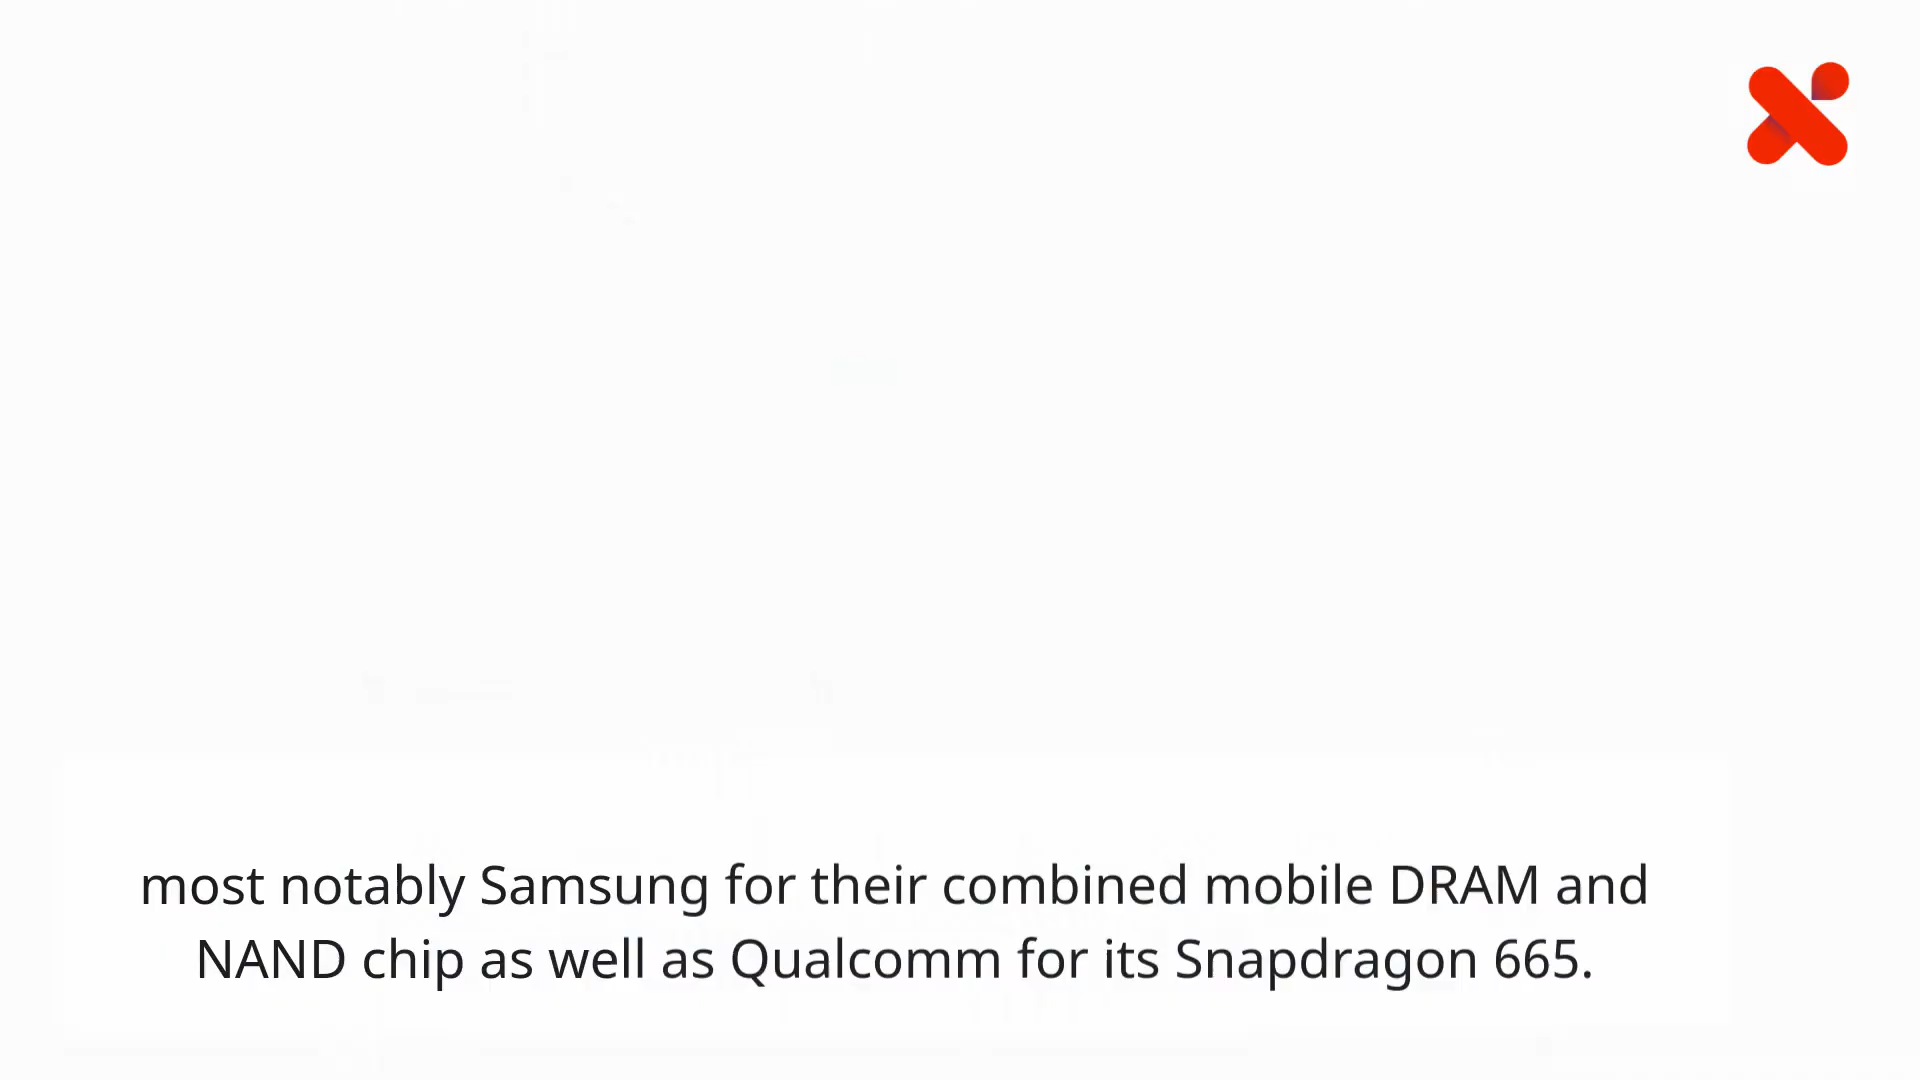 most notably Samsung for their combined mobile DRAM and
NAND chip as well as Qualcomm for its Snapdragon 665.